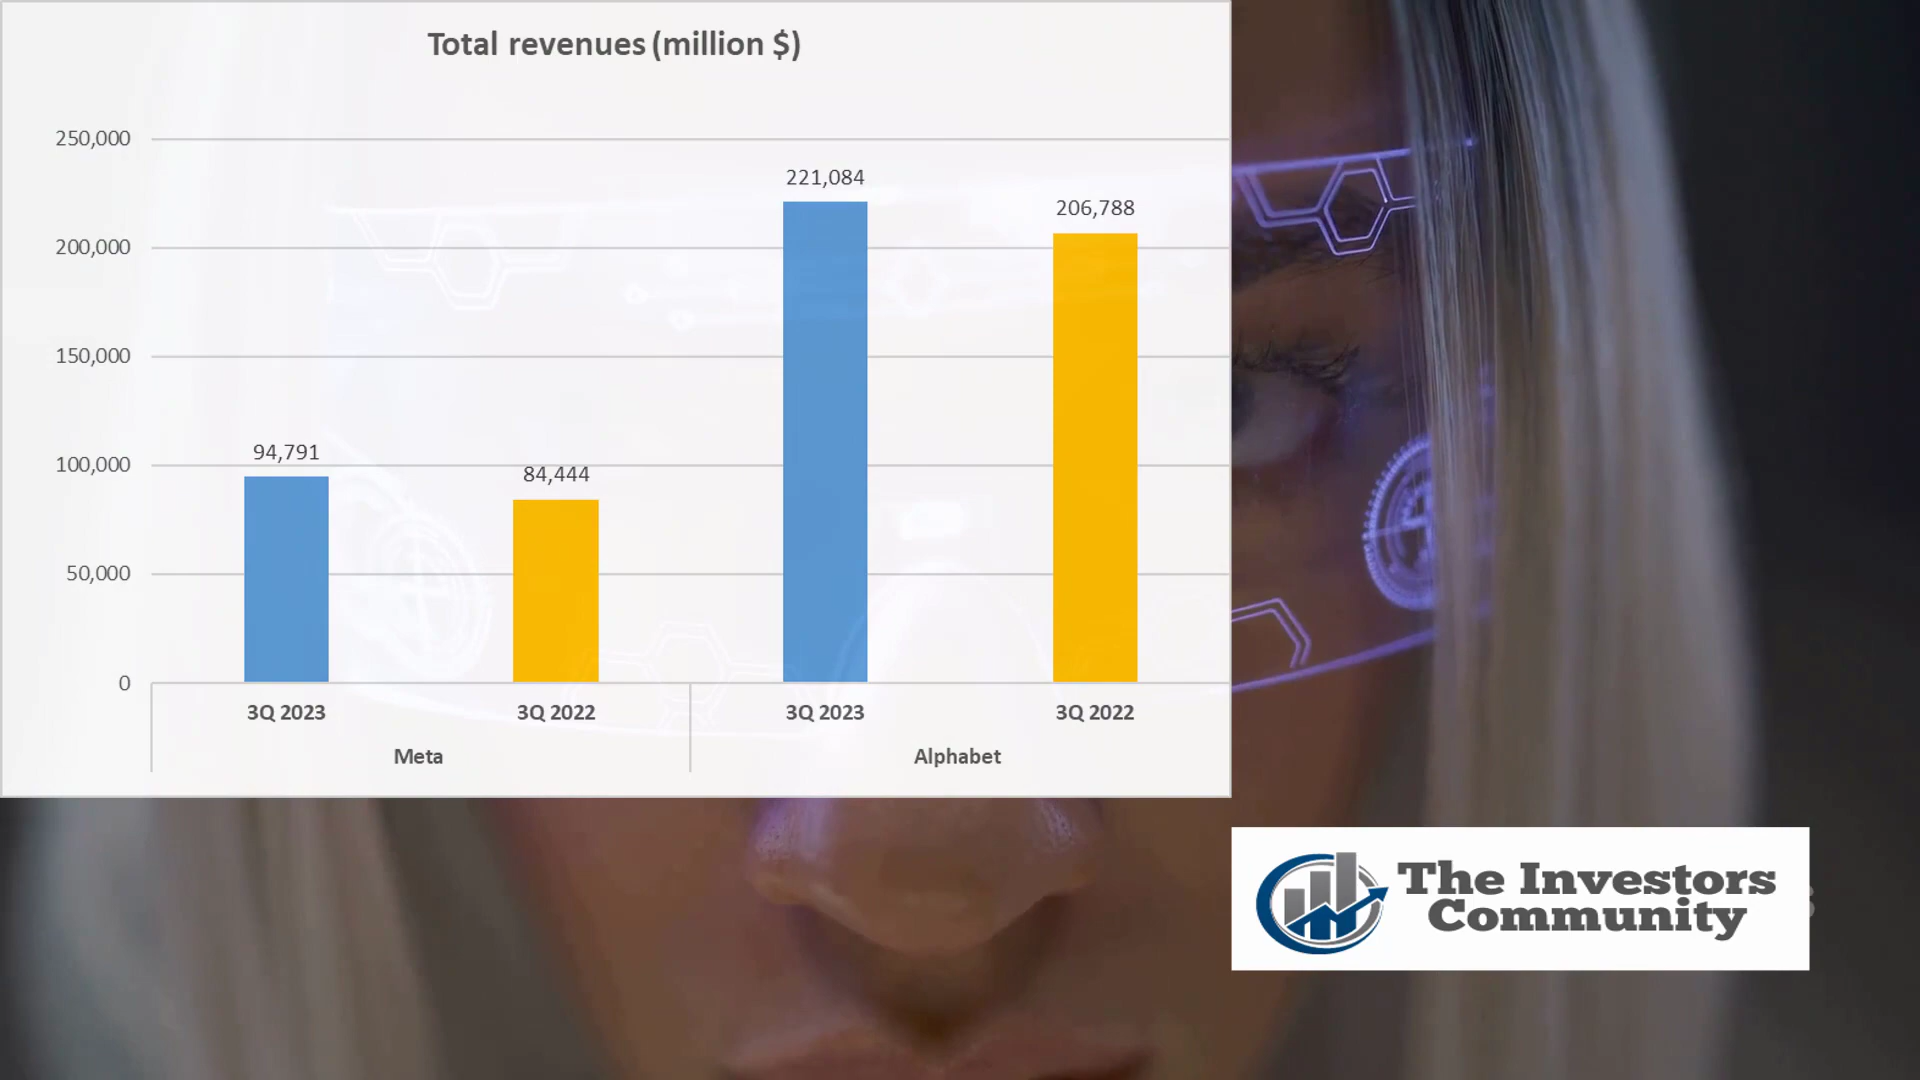 Total revenues (million $)
250,000
200,000
150,000
100,000
50,000
0
94,791
84,444
221,084
206,788
3Q 2023
3Q 2022
3Q 2023
3Q 2022
Meta
Alphabet
The Investors
Community